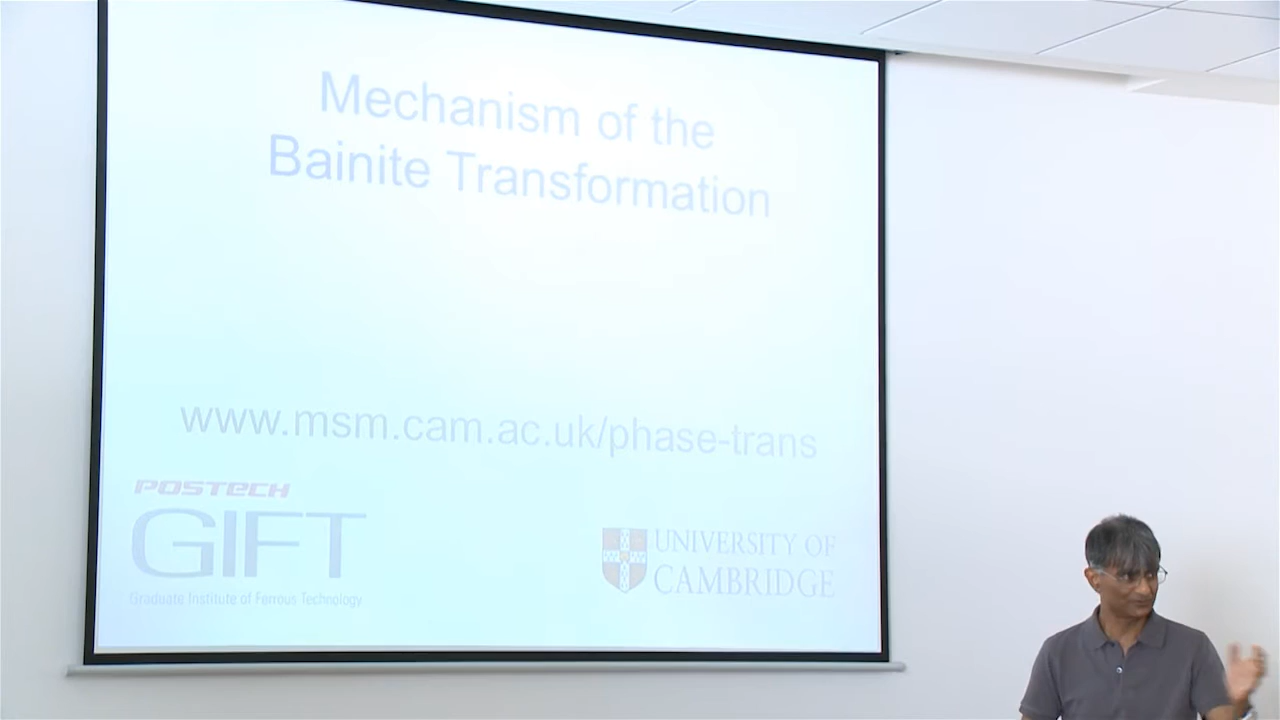 Mechanism of the
Bainite Transformation
www.msm.cam.ac.uk/phase-trans
POSTECH
GIFT
Graduate Institute of Ferrous Technology
UNIVERSITY OF
CAMBRIDGE